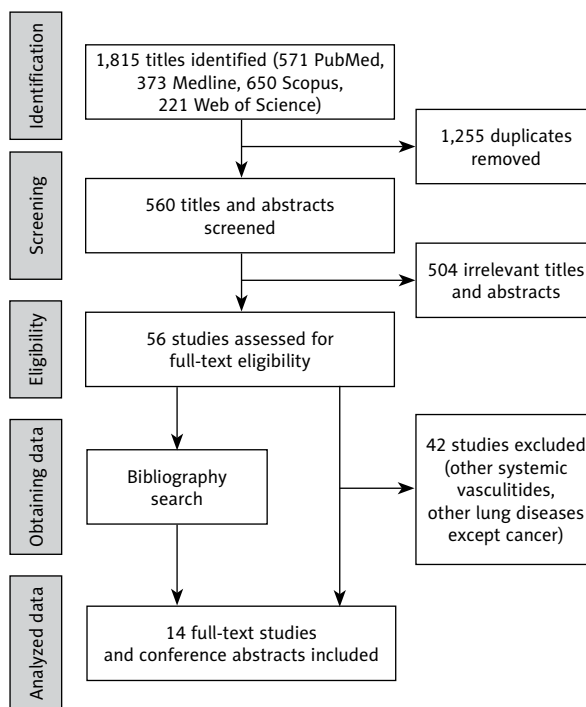 Identification
1,815 titles identified (571 PubMed,
373 Medline, 650 Scopus,
221 Web of Science)
1,255 duplicates
removed
Screening
560 titles and abstracts
screened
504 irrelevant titles
and abstracts
Eligibility
56 studies assessed for
full-text eligibility
Obtaining data
Bibliography
search
42 studies excluded
(other systemic
vasculitides,
other lung diseases
except cancer)
Analyzed data
14 full-text studies
and conference abstracts included